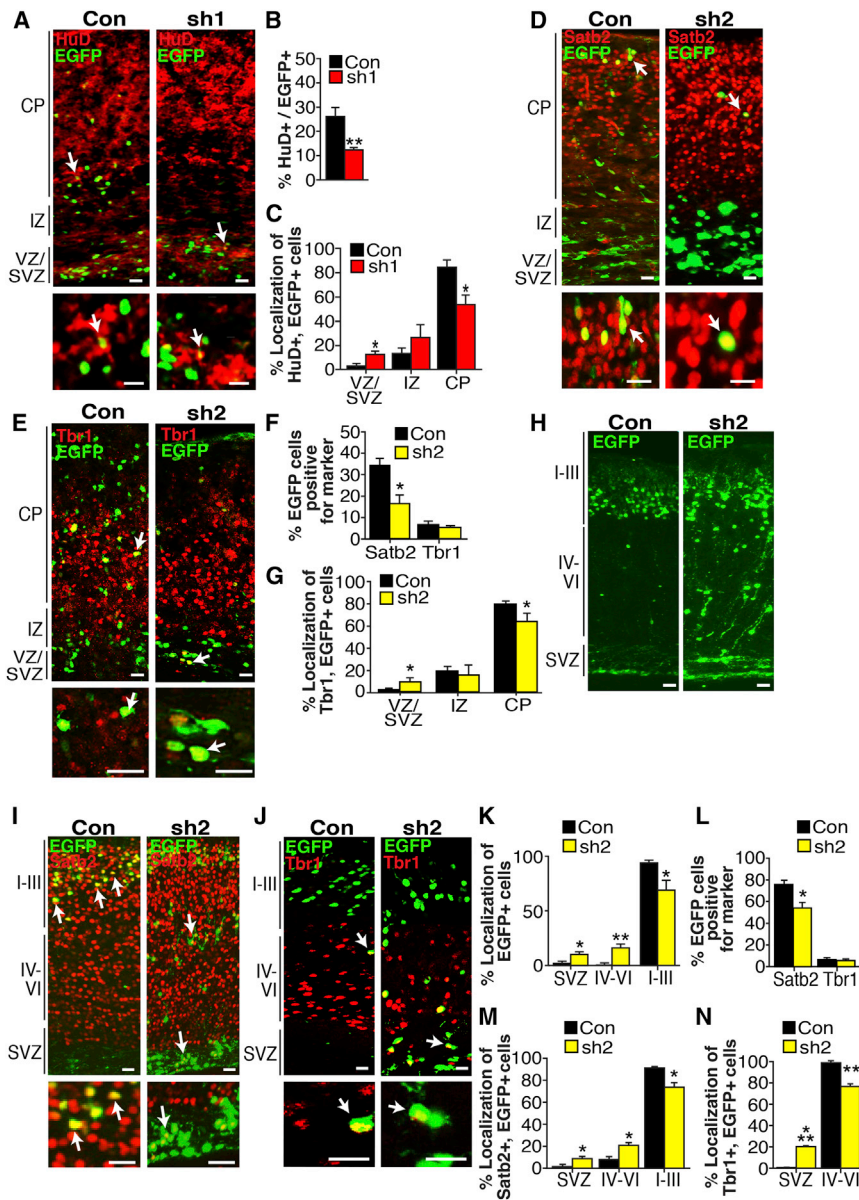 A
Con
sh1
HuD
EGFP
HuD
EGFP
CP
IZ
VZ/
SVZ
B
Con
sh1
% HuD+ / EGFP+
50
40
30
20
10
0
**
C
Con
sh1
% Localization of
HuD+, EGFP+ cells
100
80
60
40
20
0
*
*
VZ/
SVZ
IZ
CP
D
Con
sh2
Satb2
EGFP
Satb2
EGFP
CP
IZ
VZ/
SVZ
E
Con
sh2
Tbr1
EGFP
Tbr1
EGFP
CP
IZ
VZ/
SVZ
F
Con
sh2
% EGFP cells
positive
for marker
50
40
30
20
10
0
*
Satb2 Tbr1
G
Con
sh2
% Localization of
Tbr1, EGFP+ cells
100
80
60
40
20
0
*
*
VZ/
SVZ
IZ
CP
H
Con
sh2
EGFP
EGFP
I-III
IV-
VI
SVZ
I
Con
sh2
EGFP
Satb2
EGFP
Satb2
I-III
IV-
VI
SVZ
J
Con
sh2
EGFP
Tbr1
EGFP
Tbr1
I-III
IV-
VI
SVZ
K
Con
sh2
% Localization of
EGFP+ cells
100
50
0
*
**
*
SVZ IV-VI I-III
L
Con
sh2
% EGFP cells
positive
for marker
100
80
60
40
20
0
*
Satb2 Tbr1
M
Con
sh2
% Localization of
Satb2+, EGFP+ cells
100
80
60
40
20
0
*
*
*
SVZ IV-VI I-III
N
Con
sh2
% Localization of
Tbr1+, EGFP+ cells
100
80
60
40
20
0
*
**
**
SVZ IV-VI